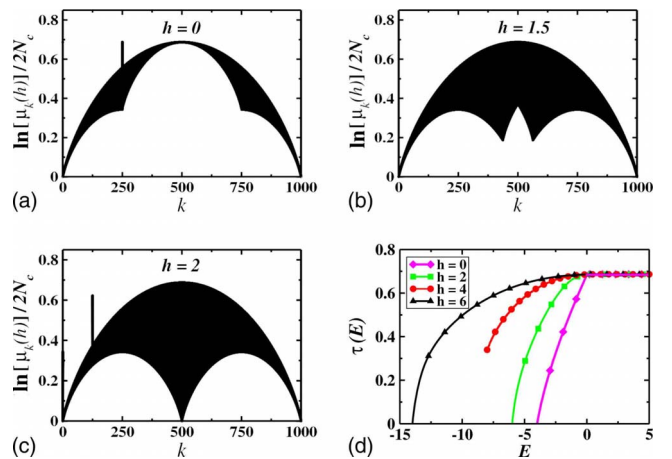 h = 0
ln[μk(h)]/2Nc
0.8
0.6
0.4
0.2
0
0 250 500 750 1000
k
(a)
h = 1.5
ln[μk(h)]/2Nc
0.8
0.6
0.4
0.2
0
0 250 500 750 1000
k
(b)
h = 2
ln[μk(h)]/2Nc
0.8
0.6
0.4
0.2
0
0 250 500 750 1000
k
(c)
h = 0
h = 2
h = 4
h = 6
τ(E)
0.8
0.6
0.4
0.2
0
-15 -10 -5 0 5
E
(d)